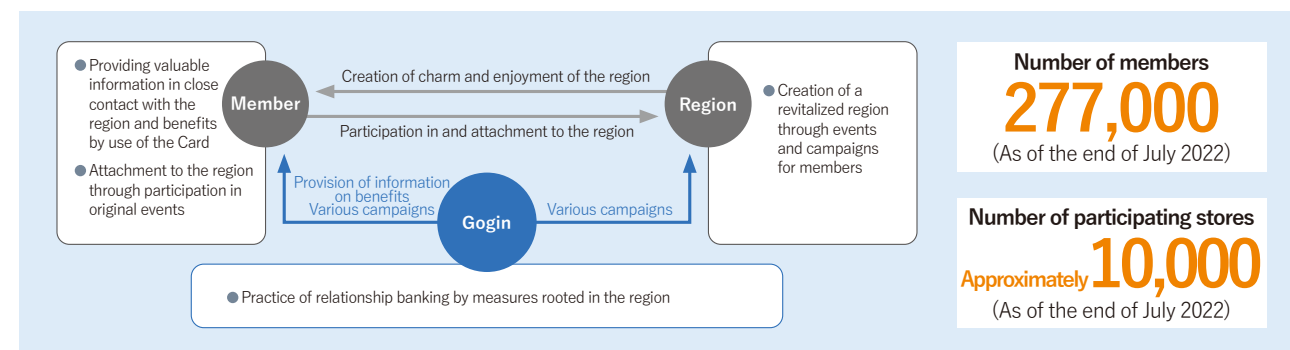 Providing valuable
information in close
contact with the
region and benefits
by use of the Card
Attachment to the region
through participation in
original events
Member
Creation of charm and enjoyment of the region
Participation in and attachment to the region
Region
Creation of a
revitalized region
through events
and campaigns
for members
Provision of information
on benefits
Various campaigns
Gogin
Various campaigns
Practice of relationship banking by measures rooted in the region
Number of members
277,000
(As of the end of July 2022)
Number of participating stores
Approximately 10,000
(As of the end of July 2022)